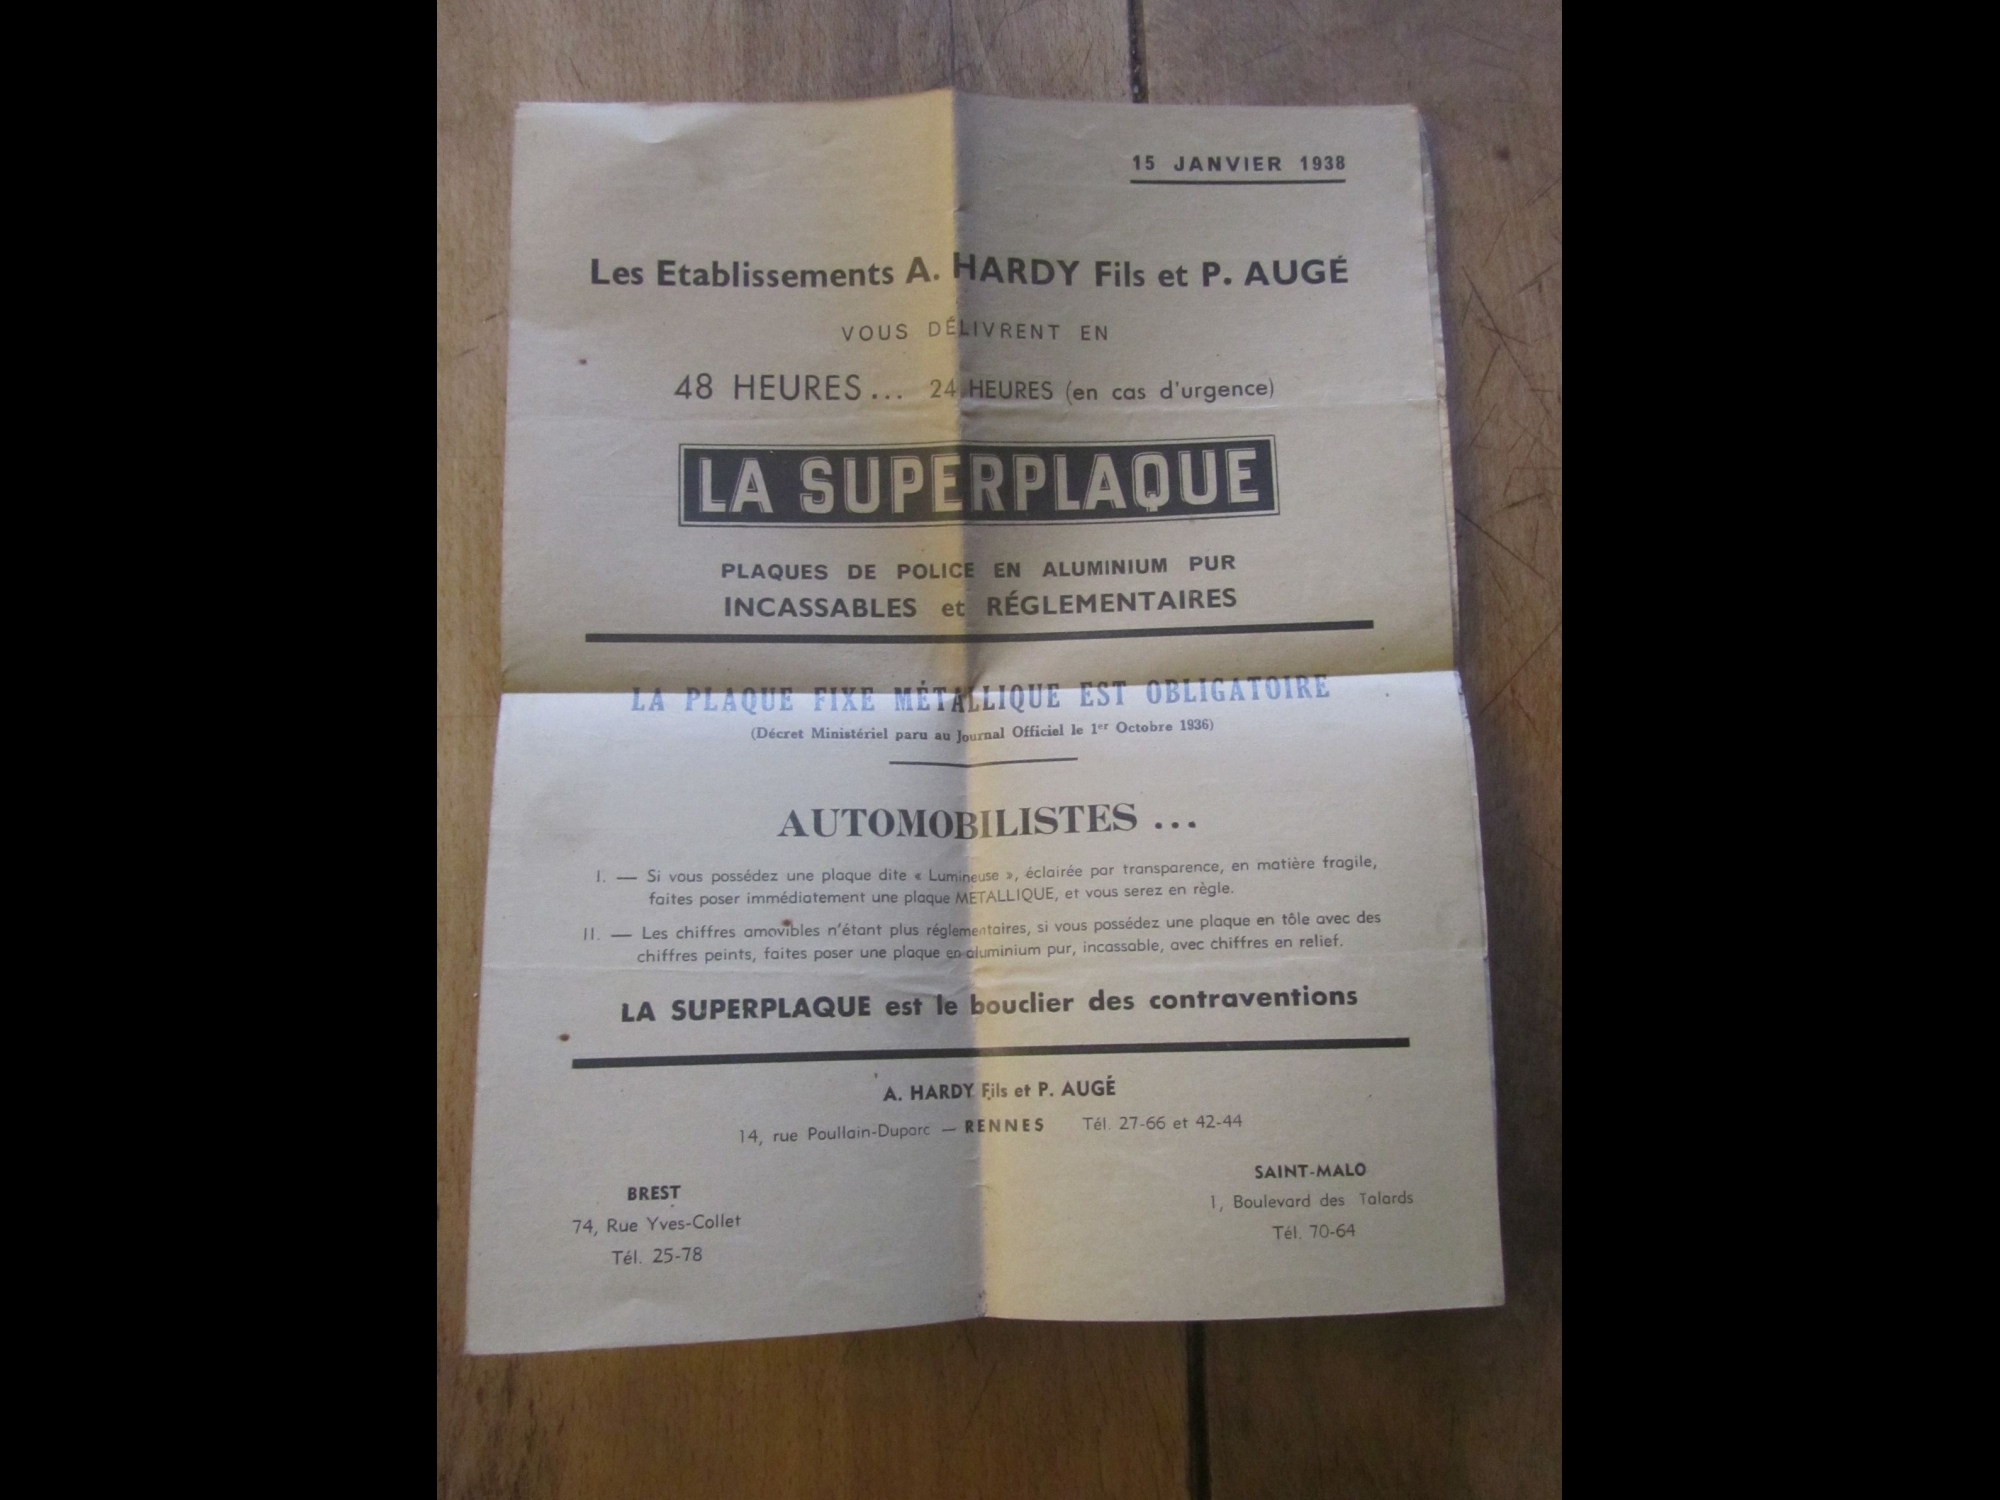 15 JANVIER 1938
Les Etablissements A. HARDY Fils et P. AUGÉ
VOUS DÉLIVRENT EN
48 HEURES... 24 HEURES (en cas d'urgence)
LA SUPERPLAQUE
PLAQUES DE POLICE EN ALUMINIUM PUR
INCASSABLES et RÉGLEMENTAIRES
LA PLAQUE FIXE MÉTALLIQUE EST OBLIGATOIRE
(Décret Ministériel paru au Journal Officiel le 1er Octobre 1936)
AUTOMOBILISTES ...
I. — Si vous possédez une plaque dite « Lumineuse », éclairée par transparence, en matière fragile,
faites poser immédiatement une plaque METALLIQUE, et vous serez en règle.
II. — Les chiffres amovibles n'étant plus réglementaires, si vous possédez une plaque en tôle avec des
chiffres peints, faites poser une plaque en aluminium pur, incassable, avec chiffres en relief.
LA SUPERPLAQUE est le bouclier des contraventions
A. HARDY Fils et P. AUGÉ
14, rue Poullain-Duparc — RENNES Tél. 27-66 et 42-44
BREST
74, Rue Yves-Collet
Tél. 25-78
SAINT-MALO
1, Boulevard des Talards
Tél. 70-64